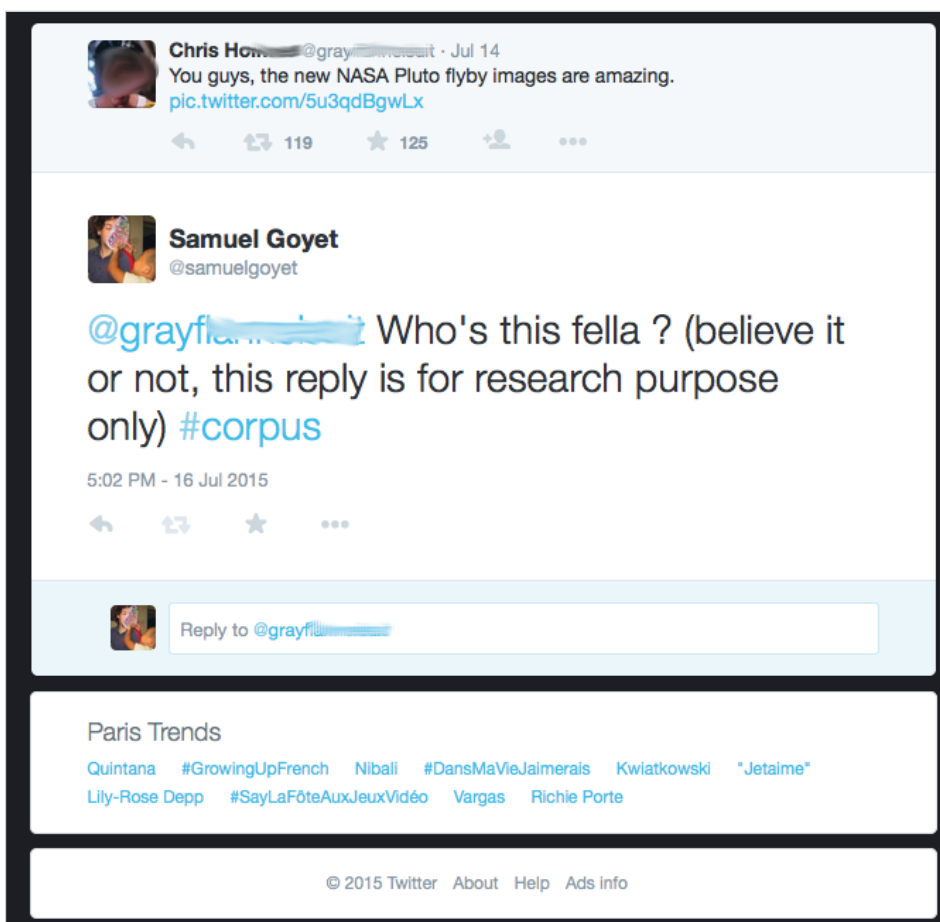 Chris @gray · Jul 14
You guys, the new NASA Pluto flyby images are amazing.
pic.twitter.com/5u3qdBgwLx
119 125
Samuel Goyet
@samuelgoyet
@grayfl Who's this fella ? (believe it
or not, this reply is for research purpose
only) #corpus
5:02 PM - 16 Jul 2015
Reply to @grayfl
Paris Trends
Quintana #GrowingUpFrench Nibali #DansMaVieJaimerais Kwiatkowski "Jetaime"
Lily-Rose Depp #SayLaFôteAuxJeuxVidéo Vargas Richie Porte
© 2015 Twitter About Help Ads info